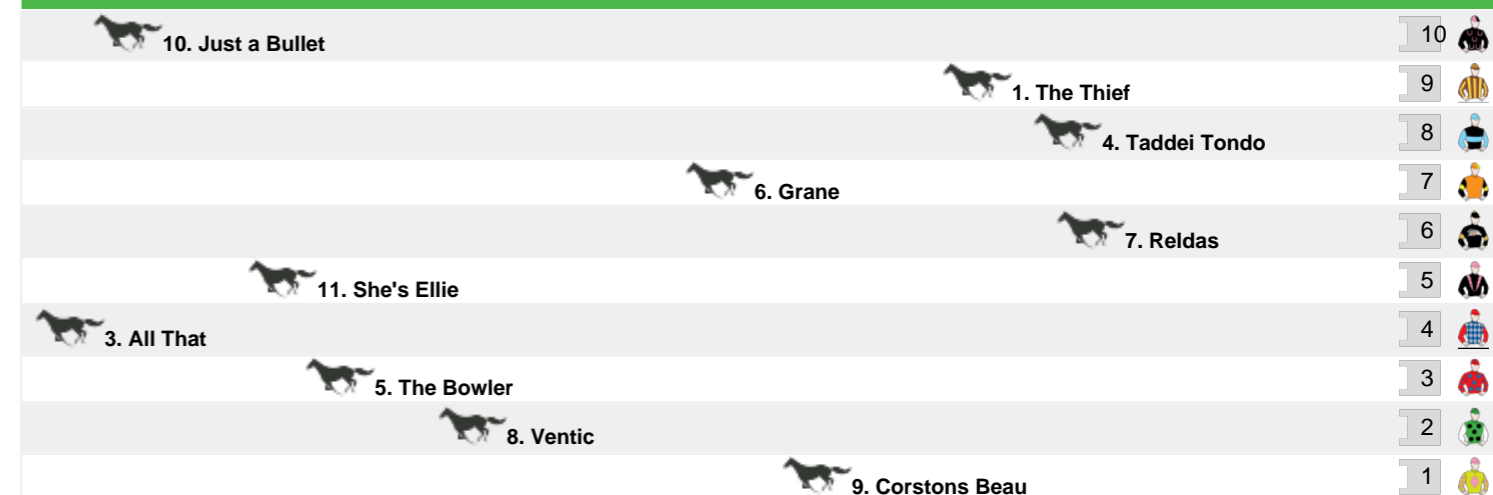 10. Just a Bullet 10
1. The Thief 9
4. Taddei Tondo 8
6. Grane 7
7. Reldas 6
11. She's Ellie 5
3. All That 4
5. The Bowler 3
8. Ventic 2
9. Corstons Beau 1